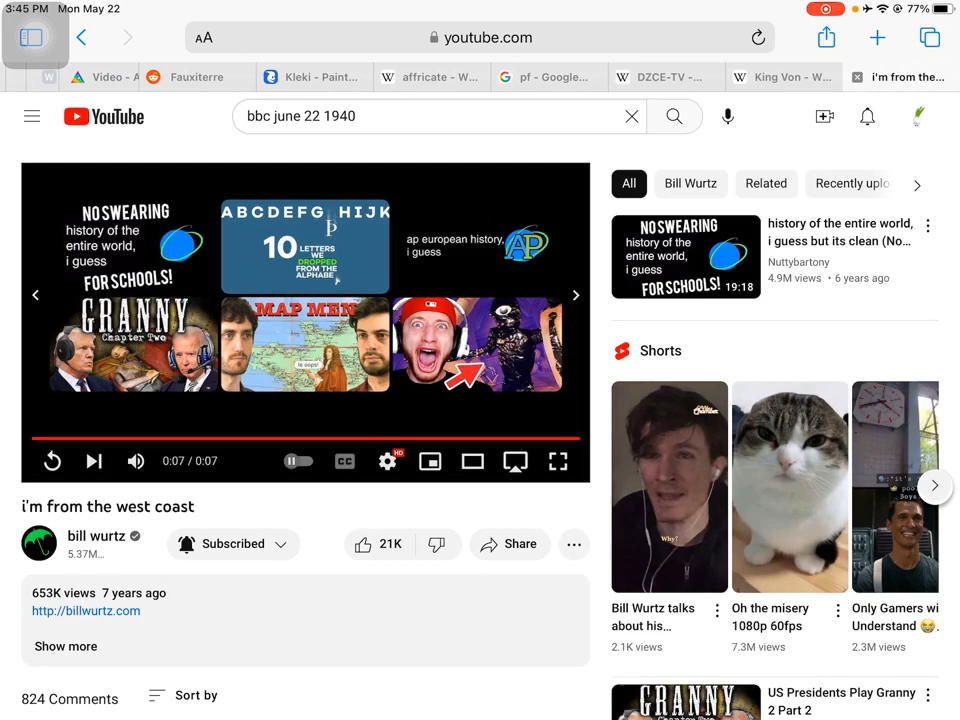 3:45 PM Mon May 22
77%
AA
youtube.com
W
Video - A
Fauxiterre
Kleki - Paint...
W affricate - W...
G pf - Google...
W DZCE-TV -...
W King Von - W...
i'm from the...
YouTube
bbc june 22 1940
NO SWEARING
history of the
entire world,
i guess
FOR SCHOOLS!
ABCDEFG HIJK
Þ
10 LETTERS
WE
DROPPED
FROM THE
ALPHABET
ap european history,
i guess
AP
GRANNY
Chapter Two
MAP MEN
le oops!
0:07 / 0:07
CC
HD
i'm from the west coast
bill wurtz
5.37M...
Subscribed
21K
Share
653K views 7 years ago
http://billwurtz.com
Show more
824 Comments
Sort by
All
Bill Wurtz
Related
Recently uplo
NO SWEARING
history of the
entire world,
i guess
FOR SCHOOLS!
19:18
history of the entire world,
i guess but its clean (No...
Nuttybartony
4.9M views • 6 years ago
Shorts
Why?
Bill Wurtz talks
about his...
2.1K views
Oh the misery
1080p 60fps
7.3M views
Only Gamers wi
Understand 😭.
2.3M views
GRANNY
US Presidents Play Granny
2 Part 2